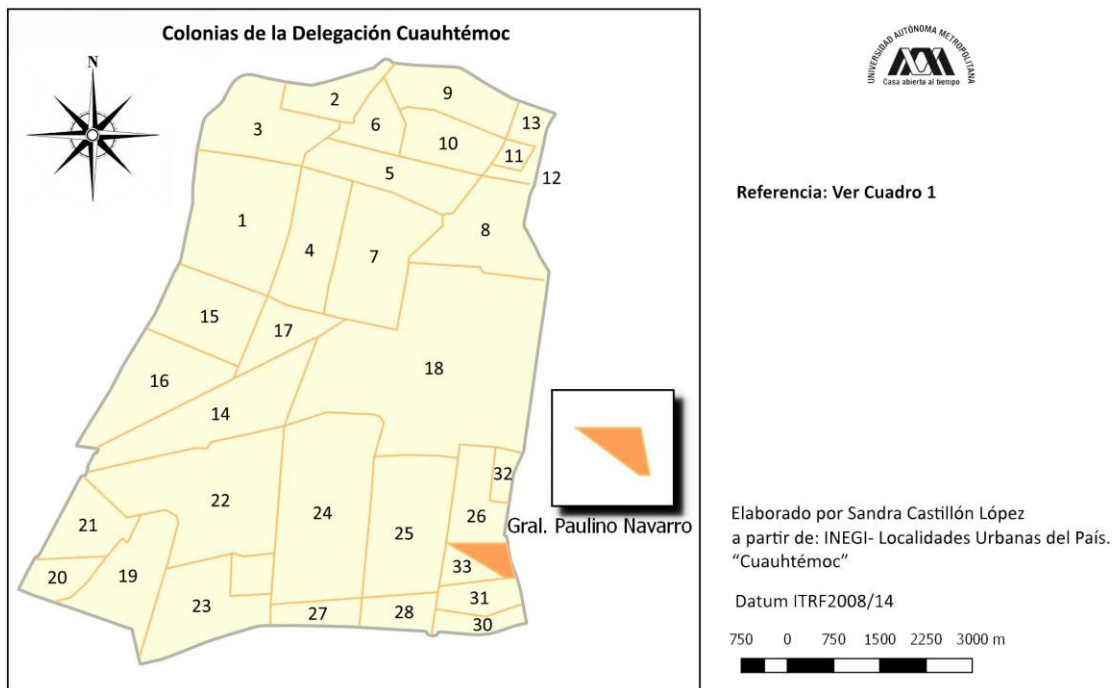 Colonias de la Delegación Cuauhtémoc
N
2
9
3
6
13
10
11
5
12
1
8
4
7
15
17
18
16
14
32
22
24
26
21
25
Gral. Paulino Navarro
33
20
19
31
23
27
28
30
UNIVERSIDAD AUTÓNOMA METROPOLITANA
Casa abierta al tiempo
Referencia: Ver Cuadro 1
Elaborado por Sandra Castillón López
a partir de: INEGI- Localidades Urbanas del País.
“Cuauhtémoc”
Datum ITRF2008/14
750 0 750 1500 2250 3000 m